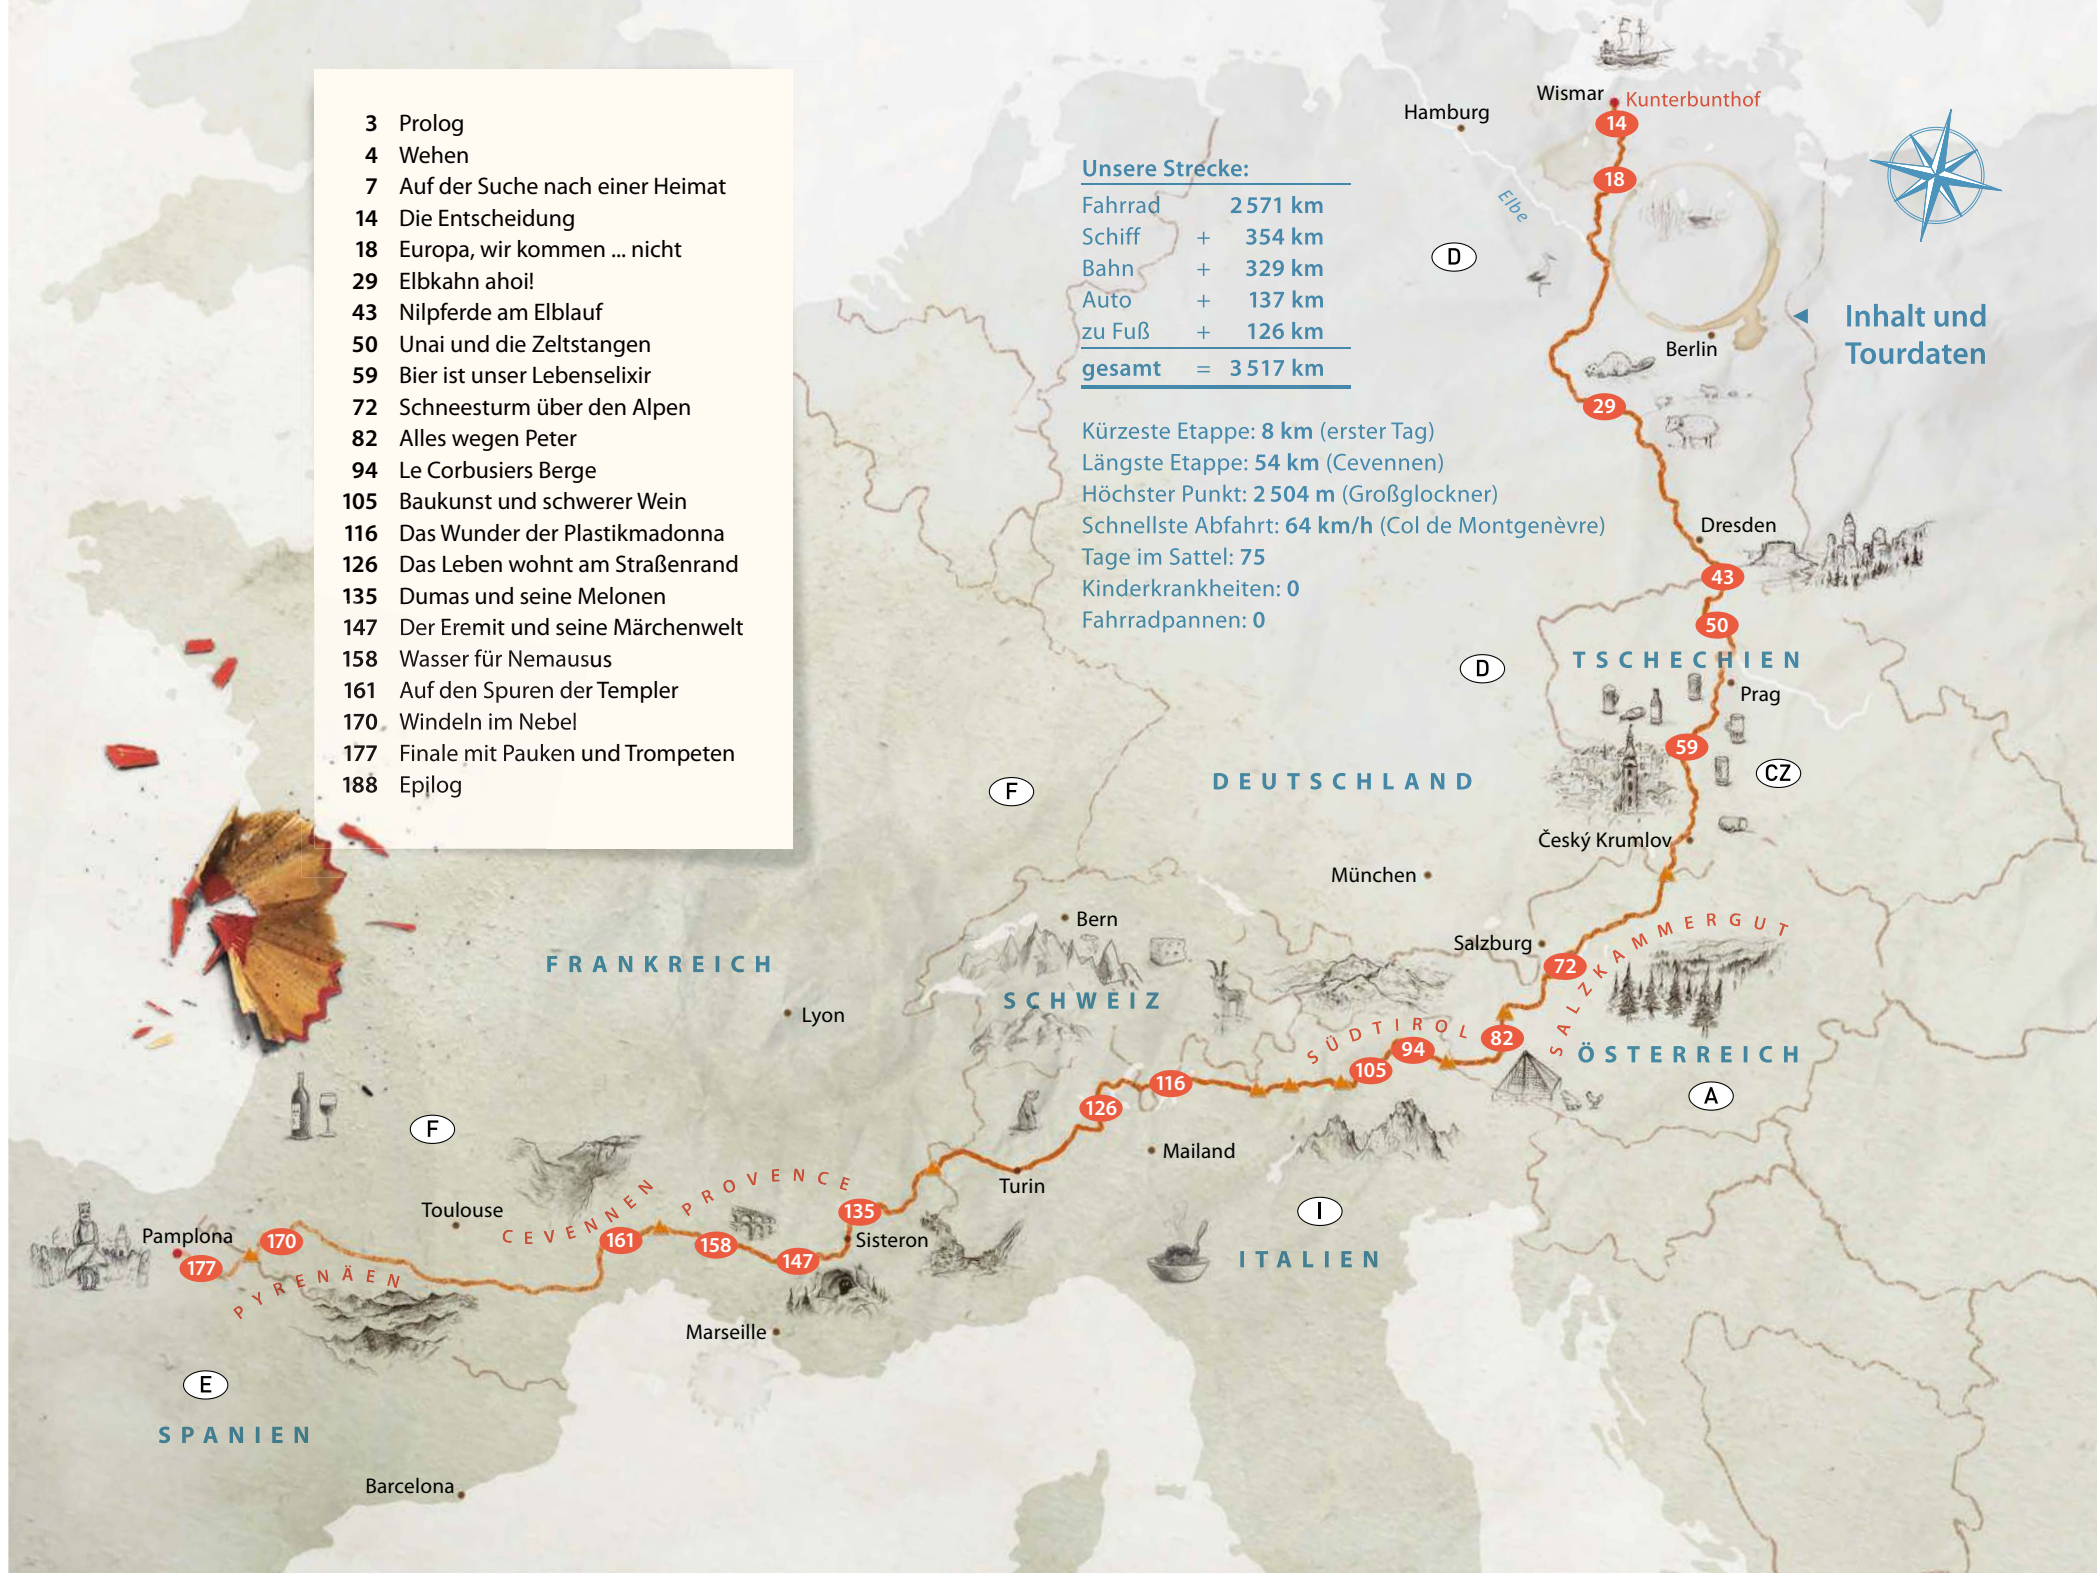 3 Prolog
4 Wehen
7 Auf der Suche nach einer Heimat
14 Die Entscheidung
18 Europa, wir kommen ... nicht
29 Elbkahn ahoi!
43 Nilpferde am Elblauf
50 Unai und die Zeltstangen
59 Bier ist unser Lebenselixir
72 Schneesturm über den Alpen
82 Alles wegen Peter
94 Le Corbusiers Berge
105 Baukunst und schwerer Wein
116 Das Wunder der Plastikmadonna
126 Das Leben wohnt am Straßenrand
135 Dumas und seine Melonen
147 Der Eremit und seine Märchenwelt
158 Wasser für Nemausus
161 Auf den Spuren der Templer
170 Windeln im Nebel
177 Finale mit Pauken und Trompeten
188 Epilog
Unsere Strecke:
Fahrrad 2 571 km
Schiff + 354 km
Bahn + 329 km
Auto + 137 km
zu Fuß + 126 km
gesamt = 3 517 km
Kürzeste Etappe: 8 km (erster Tag)
Längste Etappe: 54 km (Cevennen)
Höchster Punkt: 2 504 m (Großglockner)
Schnellste Abfahrt: 64 km/h (Col de Montgenèvre)
Tage im Sattel: 75
Kinderkrankheiten: 0
Fahrradpannen: 0
Inhalt und
Tourdaten
Wismar
Kunterbunthof
14
Hamburg
18
Elbe
D
Berlin
29
Dresden
43
50
D
TSCHECHIEN
Prag
59
CZ
DEUTSCHLAND
F
Český Krumlov
München
Bern
SALZKAMMERGUT
Salzburg
72
FRANKREICH
SCHWEIZ
Lyon
SÜDTIROL
82
94
ÖSTERREICH
105
116
A
126
F
Mailand
Turin
PROVENCE
CEVENNEN
135
I
Toulouse
Pamplona
170
161
158
Sisteron
147
ITALIEN
177
PYRENÄEN
Marseille
E
SPANIEN
Barcelona